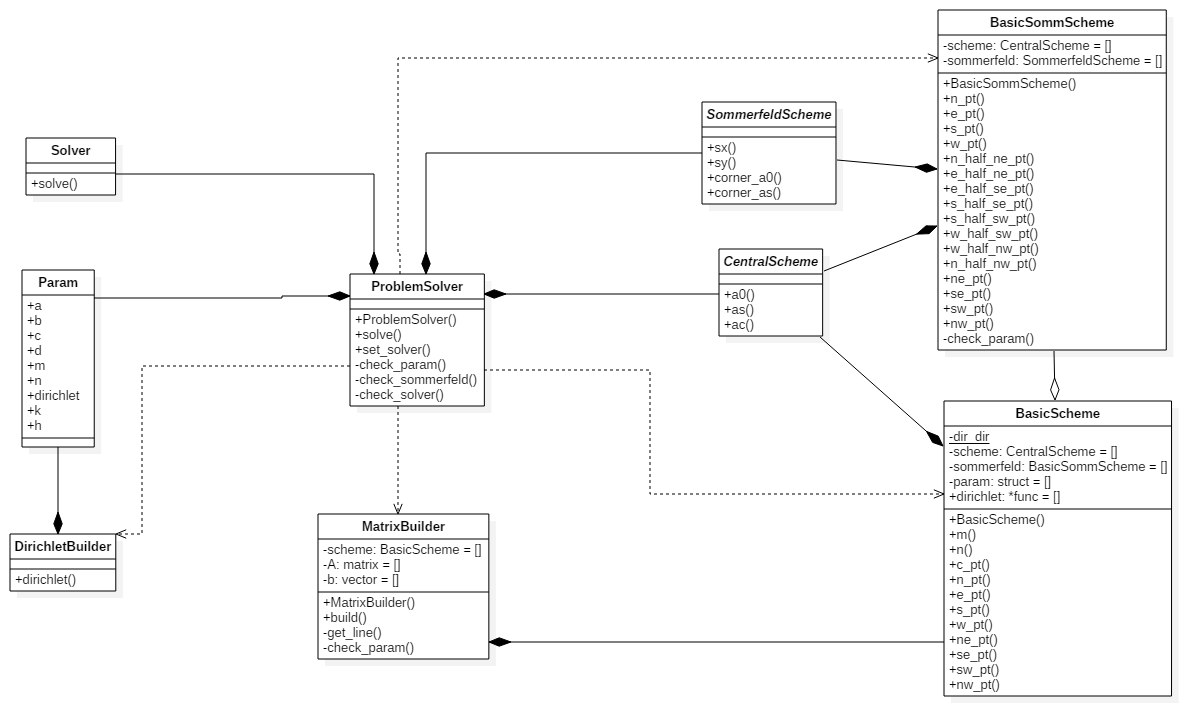 BasicSommScheme
-scheme: CentralScheme = []
-sommerfeld: SommerfeldScheme = []
+BasicSommScheme()
+n_pt()
+e_pt()
+s_pt()
+w_pt()
+n_half_ne_pt()
+e_half_ne_pt()
+e_half_se_pt()
+s_half_se_pt()
+s_half_sw_pt()
+w_half_sw_pt()
+w_half_nw_pt()
+n_half_nw_pt()
+ne_pt()
+se_pt()
+sw_pt()
+nw_pt()
-check_param()
SommerfeldScheme
+sx()
+sy()
+corner_a0()
+corner_as()
Solver
+solve()
CentralScheme
+a0()
+as()
+ac()
Param
+a
+b
+c
+d
+m
+n
+dirichlet
+k
+h
ProblemSolver
+ProblemSolver()
+solve()
+set_solver()
-check_param()
-check_sommerfeld()
-check_solver()
BasicScheme
-dir_dir
-scheme: CentralScheme = []
-sommerfeld: BasicSommScheme = []
-param: struct = []
+dirichlet: *func = []
+BasicScheme()
+m()
+n()
+c_pt()
+n_pt()
+e_pt()
+s_pt()
+w_pt()
+ne_pt()
+se_pt()
+sw_pt()
+nw_pt()
MatrixBuilder
-scheme: BasicScheme = []
-A: matrix = []
-b: vector = []
+MatrixBuilder()
+build()
-get_line()
-check_param()
DirichletBuilder
+dirichlet()